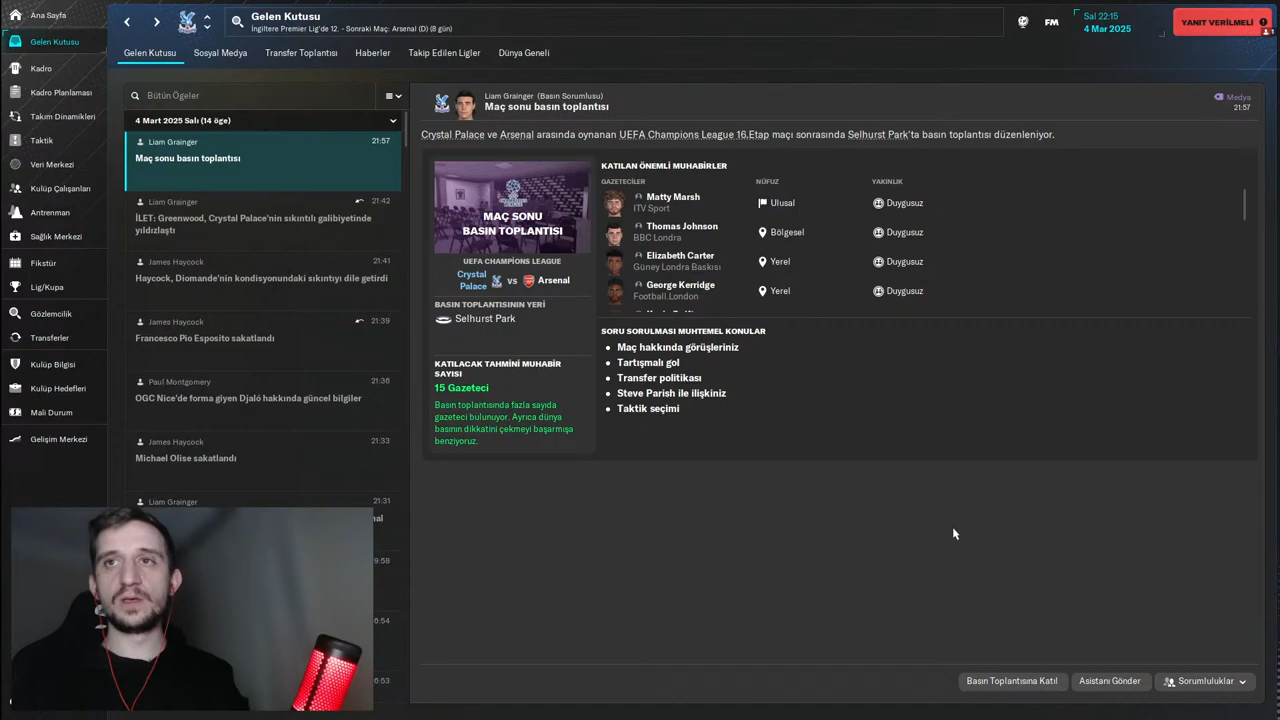 Ana Sayfa
Gelen Kutusu
Kadro
Kadro Planlaması
Takım Dinamikleri
Taktik
Veri Merkezi
Kulüp Çalışanları
Antrenman
Sağlık Merkezi
Fikstür
Lig/Kupa
Gözlemcilik
Transferler
Kulüp Bilgisi
Kulüp Hedefleri
Mali Durum
Gelişim Merkezi
Gelen Kutusu
İngiltere Premier Lig'de 12. - Sonraki Maç: Arsenal (D) (8 gün)
FM
Sal 22:15
4 Mar 2025
YANIT VERİLMELİ
1
Gelen Kutusu
Sosyal Medya
Transfer Toplantısı
Haberler
Takip Edilen Ligler
Dünya Geneli
Bütün Ögeler
4 Mart 2025 Salı (14 öge)
Liam Grainger 21:57
Maç sonu basın toplantısı
Liam Grainger 21:42
İLET: Greenwood, Crystal Palace'nin sıkıntılı galibiyetinde
yıldızlaştı
James Haycock 21:41
Haycock, Diomande'nin kondisyonundaki sıkıntıyı dile getirdi
James Haycock 21:39
Francesco Pio Esposito sakatlandı
Paul Montgomery 21:36
OGC Nice'de forma giyen Djaló hakkında güncel bilgiler
James Haycock 21:33
Michael Olise sakatlandı
Liam Grainger 21:31
nal
9:58
6:54
6:53
Liam Grainger (Basın Sorumlusu)
Maç sonu basın toplantısı
Medya
21:57
Crystal Palace ve Arsenal arasında oynanan UEFA Champions League 16.Etap maçı sonrasında Selhurst Park'ta basın toplantısı düzenleniyor.
MAÇ SONU
BASIN TOPLANTISI
UEFA CHAMPIONS LEAGUE
Crystal
Palace
vs Arsenal
BASIN TOPLANTISININ YERİ
Selhurst Park
KATILACAK TAHMİNİ MUHABİR
SAYISI
15 Gazeteci
Basın toplantısında fazla sayıda
gazeteci bulunuyor. Ayrıca dünya
basının dikkatini çekmeyi başarmışa
benziyoruz.
KATILAN ÖNEMLİ MUHABİRLER
GAZETECİLER NÜFUZ YAKINLIK
Matty Marsh
ITV Sport
Ulusal
Duygusuz
Thomas Johnson
BBC Londra
Bölgesel
Duygusuz
Elizabeth Carter
Güney Londra Baskısı
Yerel
Duygusuz
George Kerridge
Football.London
Yerel
Duygusuz
SORU SORULMASI MUHTEMEL KONULAR
Maç hakkında görüşleriniz
Tartışmalı gol
Transfer politikası
Steve Parish ile ilişkiniz
Taktik seçimi
Basın Toplantısına Katıl
Asistanı Gönder
Sorumluluklar